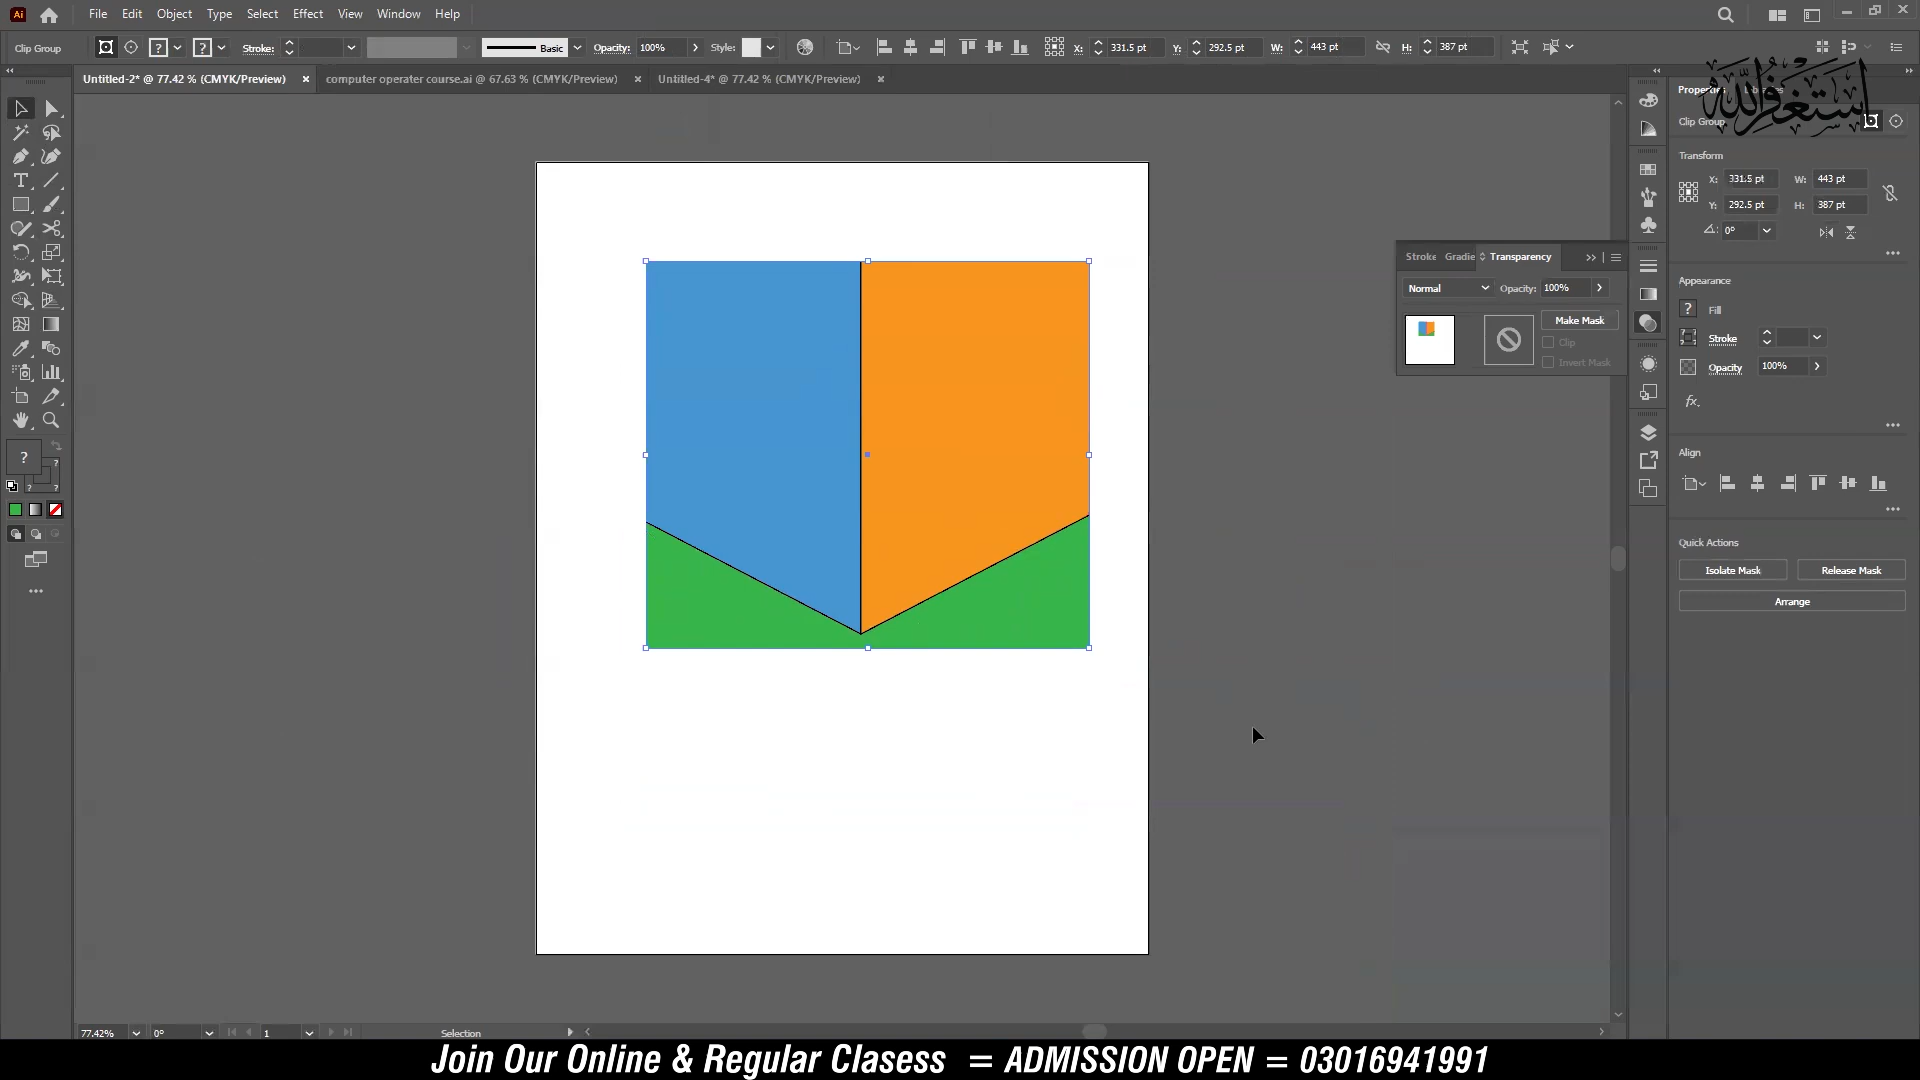 Ai File Edit Object Type Select Effect View Window Help
Clip Group ? ? Stroke: Basic Opacity: 100% Style: X: 331.5 pt Y: 292.5 pt W: 443 pt H: 387 pt
Untitled-2* @ 77.42 % (CMYK/Preview) × computer operater course.ai @ 67.63 % (CMYK/Preview) × Untitled-4* @ 77.42 % (CMYK/Preview) ×
أستغفر الله
Properties Libraries
Clip Group
Transform
X: 331.5 pt W: 443 pt
Y: 292.5 pt H: 387 pt
0°
Stroke Gradie Transparency
Normal Opacity: 100%
Make Mask
Clip
Invert Mask
Appearance
? Fill
Stroke
Opacity 100%
fx.
Align
Quick Actions
Isolate Mask Release Mask
Arrange
?
?
? ?
77.42% 0° 1 Selection
Join Our Online & Regular Clasess = ADMISSION OPEN = 03016941991